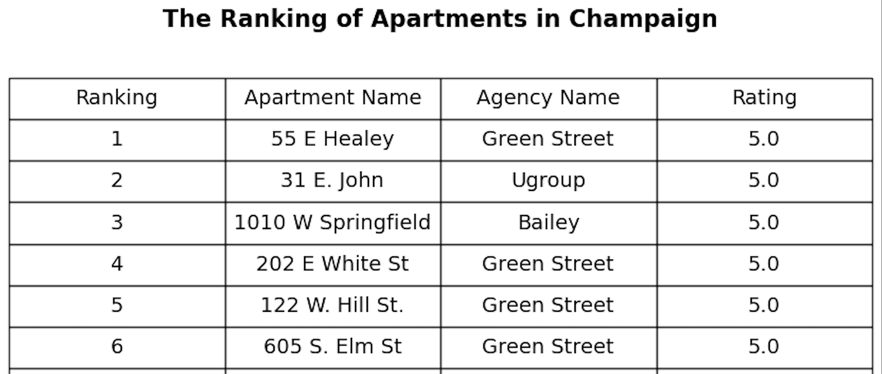 The Ranking of Apartments in Champaign
Ranking Apartment Name Agency Name Rating
1 55 E Healey Green Street 5.0
2 31 E. John Ugroup 5.0
3 1010 W Springfield Bailey 5.0
4 202 E White St Green Street 5.0
5 122 W. Hill St. Green Street 5.0
6 605 S. Elm St Green Street 5.0